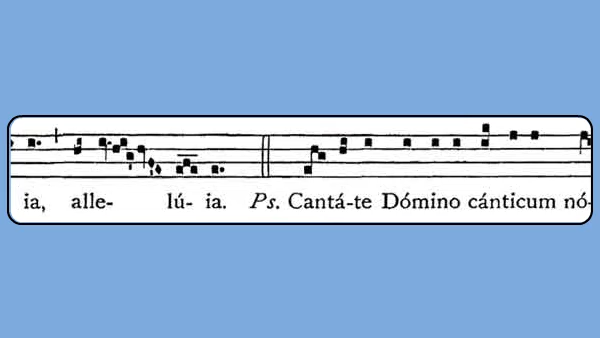 ia, alle- lú- ia. Ps. Cantá-te Dómino cánticum nó-